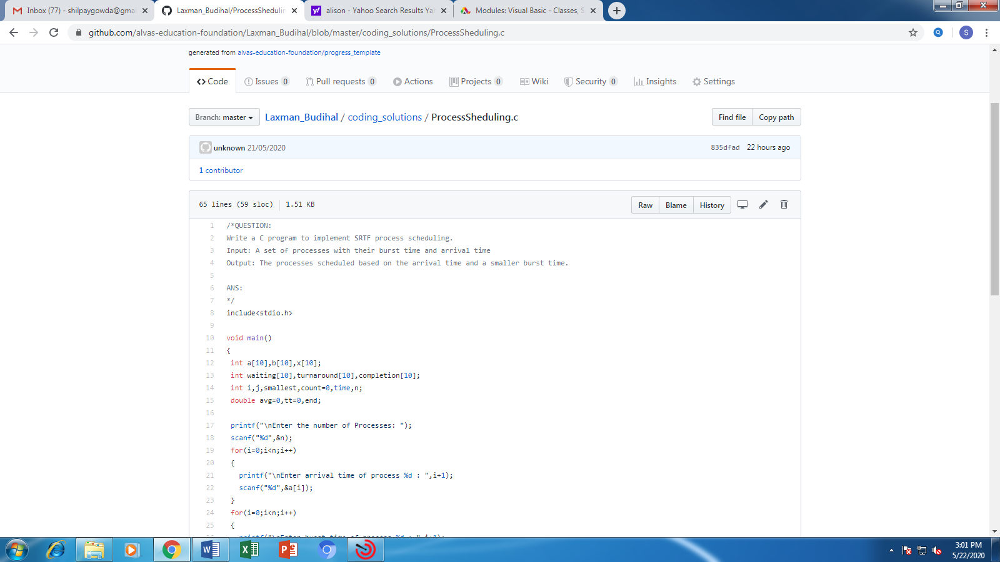 Inbox (77) - shilpaygowda@gma
Laxman_Budihal/ProcessShedulin
alison - Yahoo Search Results Yal
Modules: Visual Basic - Classes, S
github.com/alvas-education-foundation/Laxman_Budihal/blob/master/coding_solutions/ProcessSheduling.c
S
generated from alvas-education-foundation/progress_template
<> Code
Issues 0
Pull requests 0
Actions
Projects 0
Wiki
Security 0
Insights
Settings
Branch: master
Laxman_Budihal / coding_solutions / ProcessSheduling.c
Find file
Copy path
unknown 21/05/2020
835dfad 22 hours ago
1 contributor
65 lines (59 sloc) 1.51 KB
Raw
Blame
History
1 /*QUESTION:
2 Write a C program to implement SRTF process scheduling.
3 Input: A set of processes with their burst time and arrival time
4 Output: The processes scheduled based on the arrival time and a smaller burst time.
5
6 ANS:
7 */
8 include<stdio.h>
9
10 void main()
11 {
12 int a[10],b[10],x[10];
13 int waiting[10],turnaround[10],completion[10];
14 int i,j,smallest,count=0,time,n;
15 double avg=0,tt=0,end;
16
17 printf("\nEnter the number of Processes: ");
18 scanf("%d",&n);
19 for(i=0;i<n;i++)
20 {
21 printf("\nEnter arrival time of process %d : ",i+1);
22 scanf("%d",&a[i]);
23 }
24 for(i=0;i<n;i++)
25 {
26 printf("\nEnter burst time of process %d : ",i+1);
3:01 PM
5/22/2020